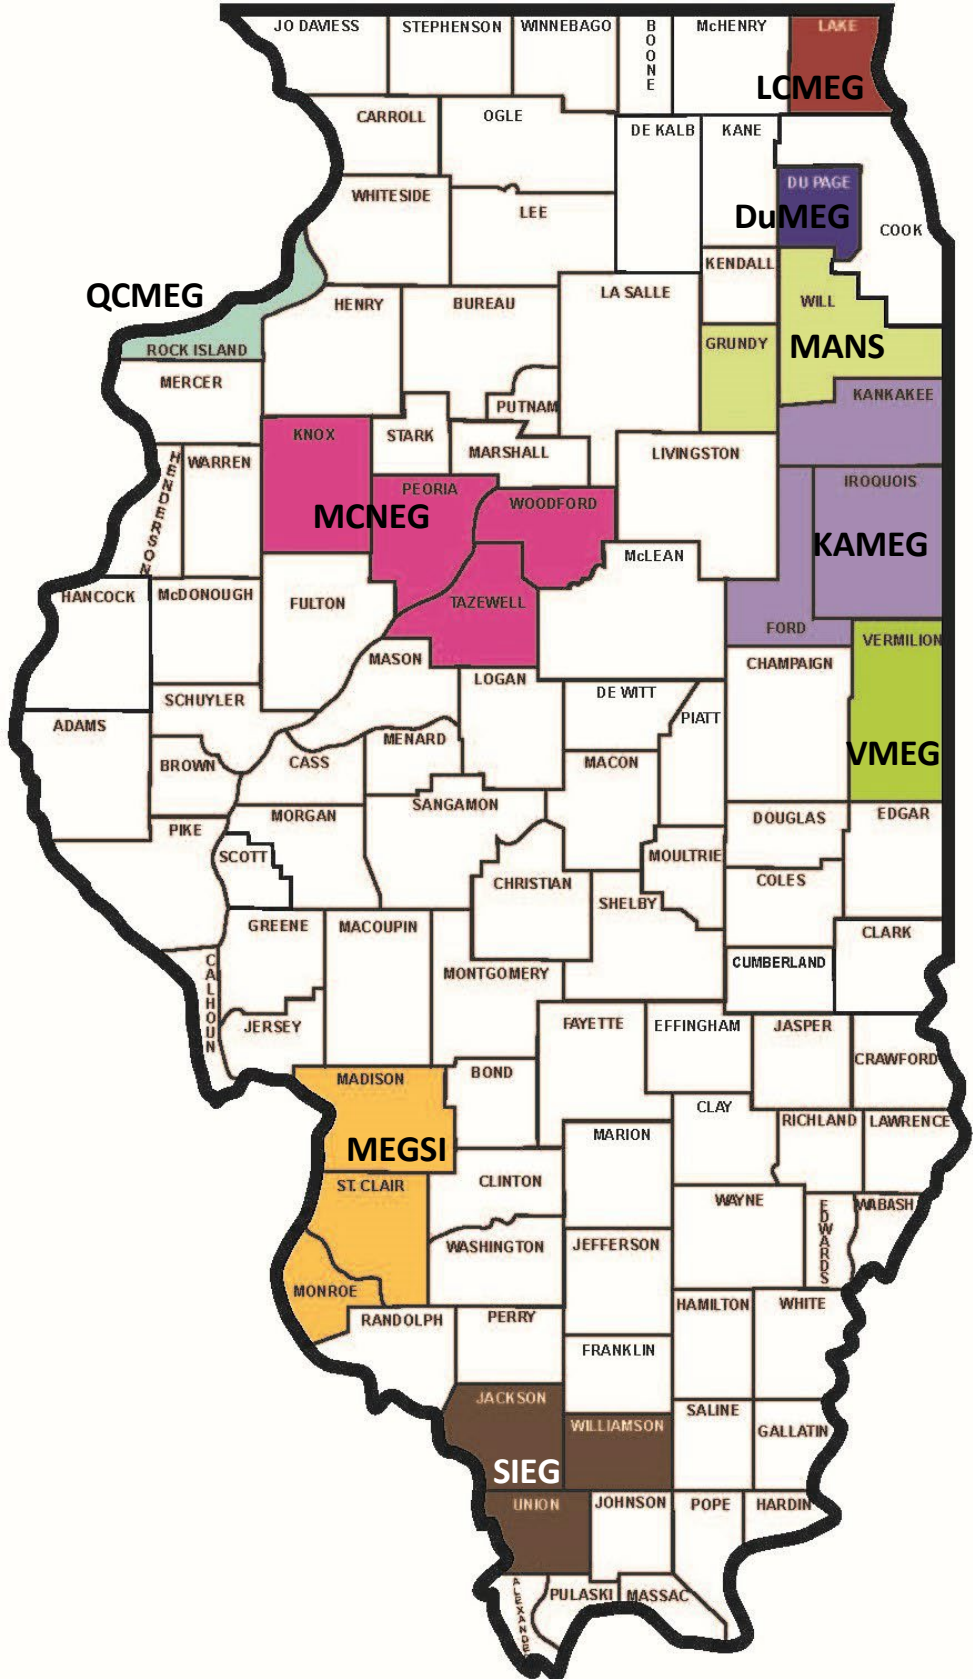 JO DAVIESS
STEPHENSON
WINNEBAGO
BOONE
McHENRY
LAKE
LCMEG
CARROLL
OGLE
DE KALB
KANE
DU PAGE
DuMEG
COOK
WHITESIDE
LEE
KENDALL
QCMEG
ROCK ISLAND
HENRY
BUREAU
LA SALLE
WILL
GRUNDY
MANS
MERCER
PUTNAM
KANKAKEE
KNOX
STARK
MARSHALL
LIVINGSTON
HENDERSON
WARREN
PEORIA
WOODFORD
IROQUOIS
MCNEG
KAMEG
McLEAN
HANCOCK
McDONOUGH
FULTON
TAZEWELL
FORD
VERMILION
MASON
LOGAN
CHAMPAIGN
DE WITT
PIATT
SCHUYLER
ADAMS
MENARD
BROWN
CASS
MACON
VMEG
SANGAMON
MORGAN
PIKE
DOUGLAS
EDGAR
SCOTT
MOULTRIE
CHRISTIAN
COLES
SHELBY
GREENE
MACOUPIN
CLARK
CALHOUN
MONTGOMERY
CUMBERLAND
JERSEY
FAYETTE
EFFINGHAM
JASPER
CRAWFORD
MADISON
BOND
CLAY
RICHLAND
LAWRENCE
MEGSI
MARION
ST. CLAIR
CLINTON
WAYNE
EDWARDS
WABASH
WASHINGTON
JEFFERSON
MONROE
HAMILTON
WHITE
RANDOLPH
PERRY
FRANKLIN
JACKSON
WILLIAMSON
SALINE
GALLATIN
SIEG
UNION
JOHNSON
POPE
HARDIN
ALEXANDE
PULASKI
MASSAC